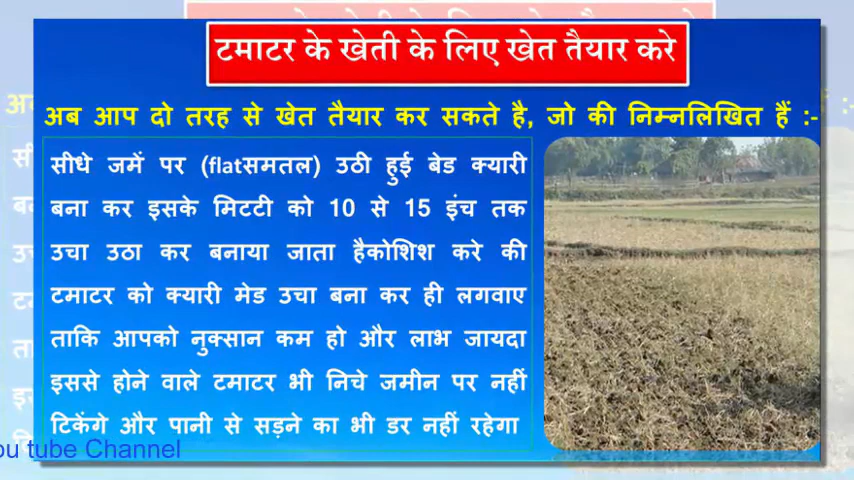 टमाटर के खेती के लिए खेत तैयार करे
अब आप दो तरह से खेत तैयार कर सकते है, जो की निम्नलिखित हैं :-
सीधे जमें पर (flatसमतल) उठी हुई बेड क्यारी
बना कर इसके मिटटी को 10 से 15 इंच तक
उचा उठा कर बनाया जाता हैकोशिश करे की
टमाटर को क्यारी मेड उचा बना कर ही लगवाए
ताकि आपको नुक्सान कम हो और लाभ जायदा
इससे होने वाले टमाटर भी निचे जमीन पर नहीं
टिकेंगे और पानी से सड़ने का भी डर नहीं रहेगा
ou tube Channel